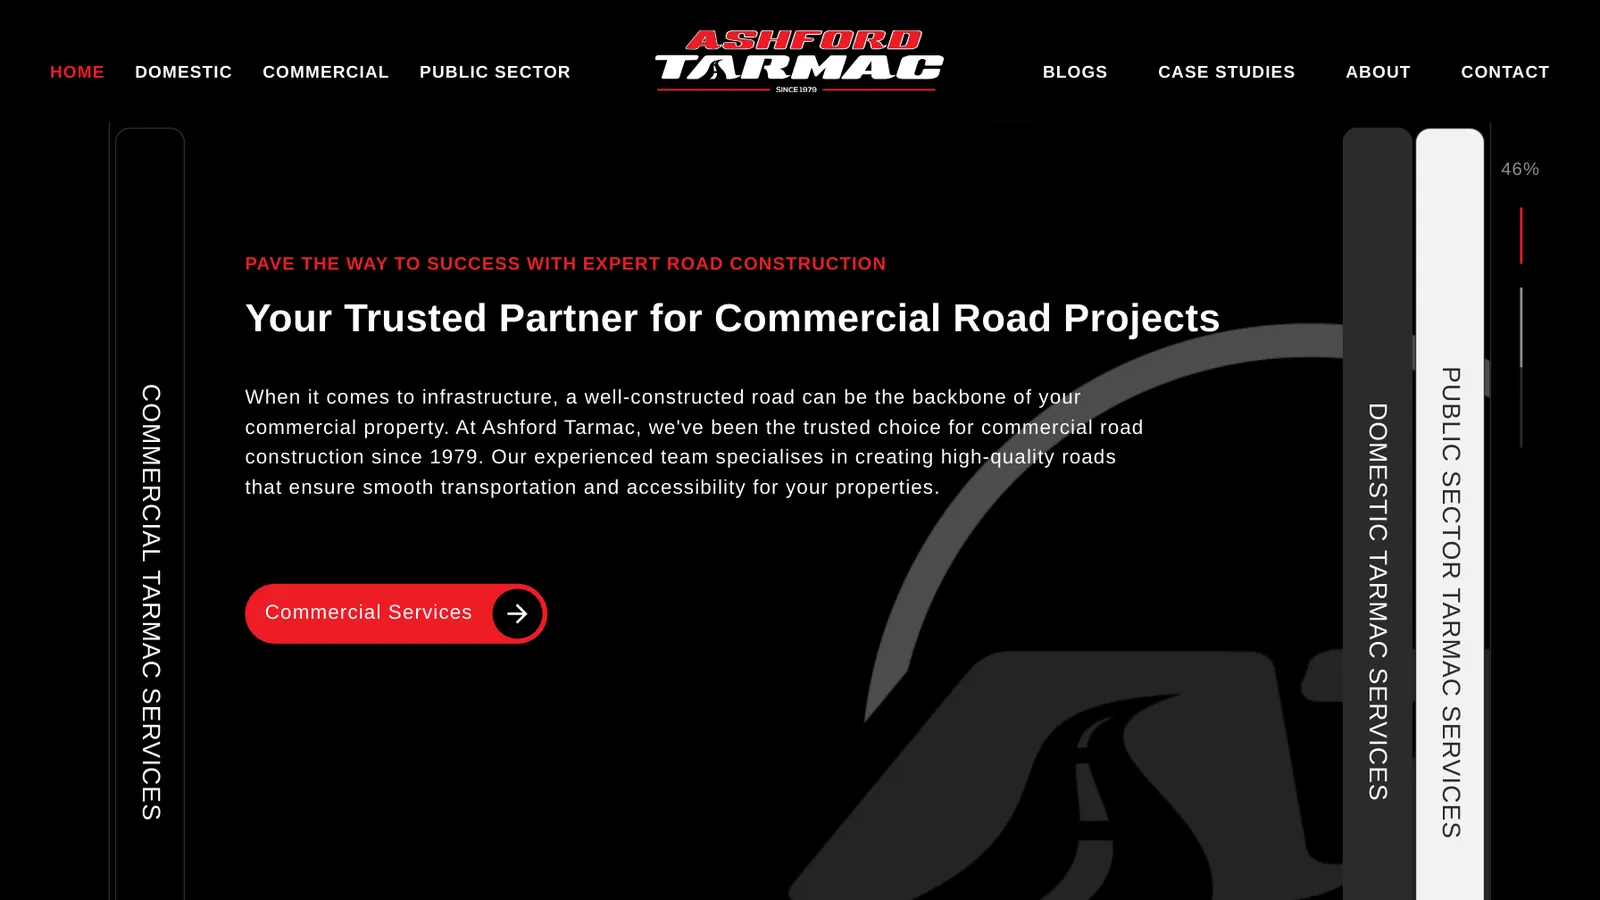 HOME DOMESTIC COMMERCIAL PUBLIC SECTOR
ASHFORD
TARMAC
SINCE 1979
BLOGS CASE STUDIES ABOUT CONTACT
46%
COMMERCIAL TARMAC SERVICES
PAVE THE WAY TO SUCCESS WITH EXPERT ROAD CONSTRUCTION
Your Trusted Partner for Commercial Road Projects
When it comes to infrastructure, a well-constructed road can be the backbone of your
commercial property. At Ashford Tarmac, we've been the trusted choice for commercial road
construction since 1979. Our experienced team specialises in creating high-quality roads
that ensure smooth transportation and accessibility for your properties.
Commercial Services
DOMESTIC TARMAC SERVICES
PUBLIC SECTOR TARMAC SERVICES